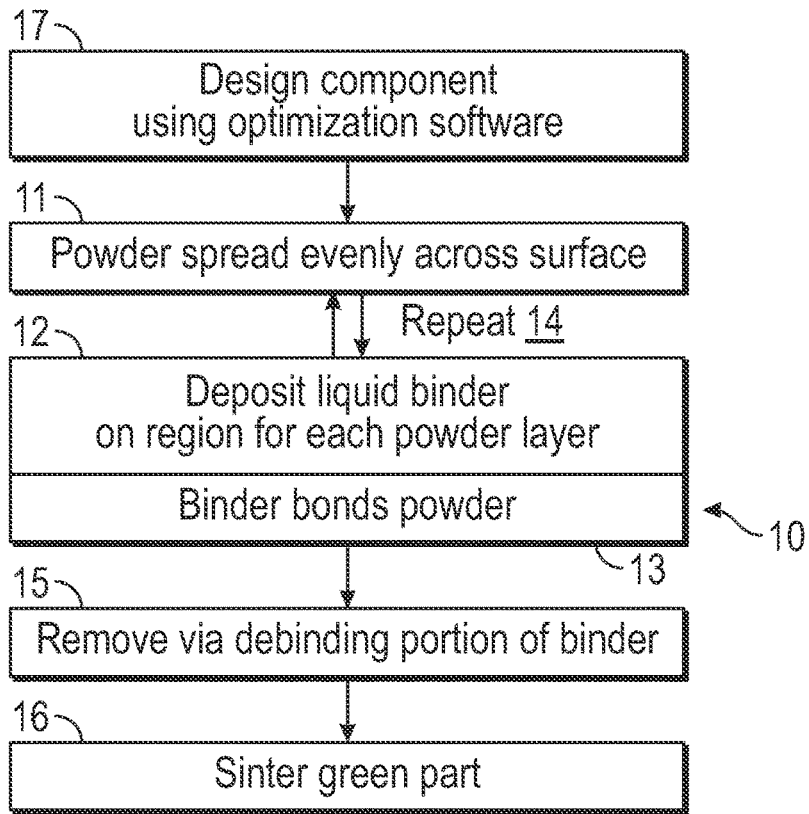 17
Design component
using optimization software
11
Powder spread evenly across surface
Repeat 14
12
Deposit liquid binder
on region for each powder layer
Binder bonds powder
10
13
15
Remove via debinding portion of binder
16
Sinter green part